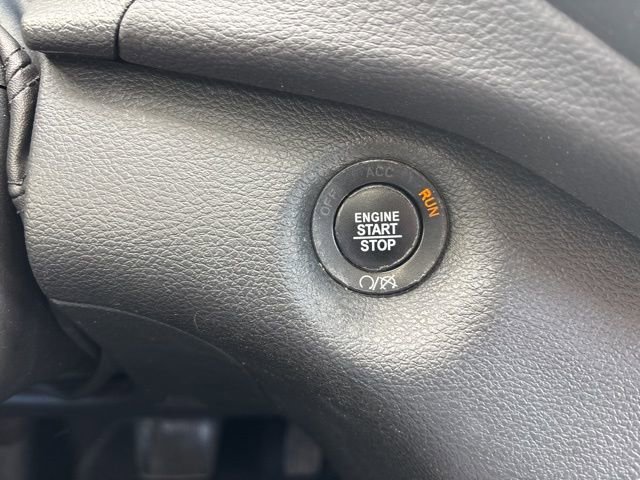 OFF ACC RUN
ENGINE
START
STOP